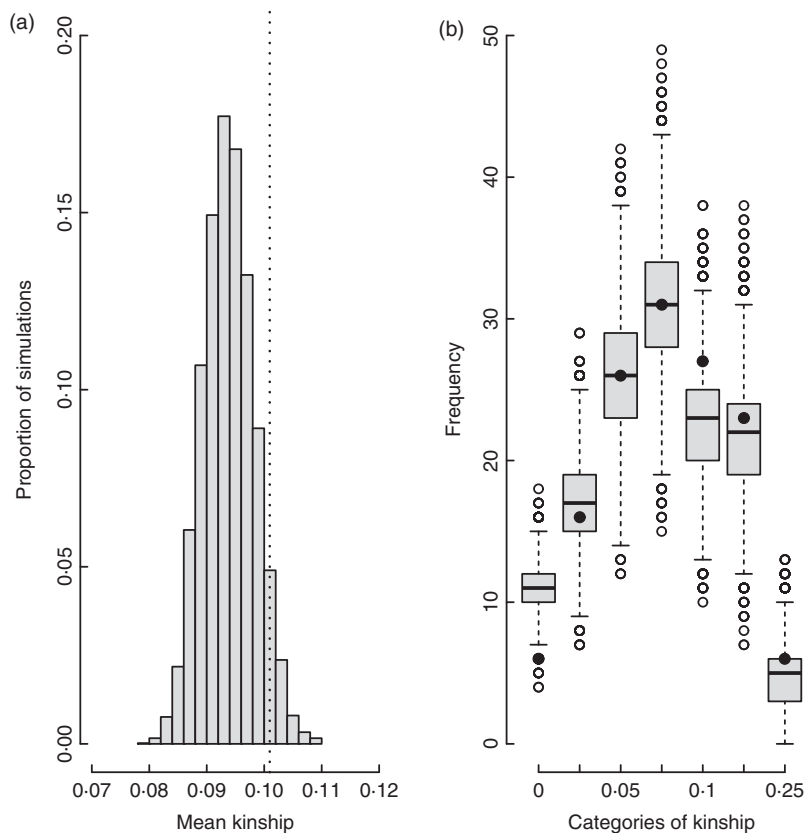 (a)
0·20
0·15
0·10
0·05
0·00
Proportion of simulations
0·07 0·08 0·09 0·10 0·11 0·12
Mean kinship
(b)
50
40
30
20
10
0
Frequency
0 0·05 0·1 0·25
Categories of kinship